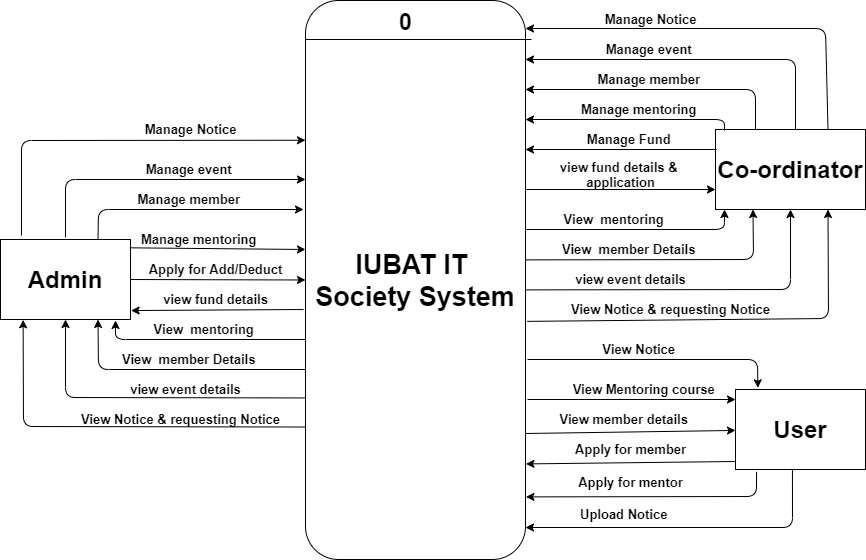 0
IUBAT IT
Society System
Manage Notice
Manage event
Manage member
Manage mentoring
Apply for Add/Deduct
view fund details
View mentoring
View member Details
view event details
View Notice & requesting Notice
Admin
Manage Notice
Manage event
Manage member
Manage mentoring
Manage Fund
view fund details &
application
View mentoring
View member Details
view event details
View Notice & requesting Notice
Co-ordinator
View Notice
View Mentoring course
View member details
Apply for member
Apply for mentor
Upload Notice
User